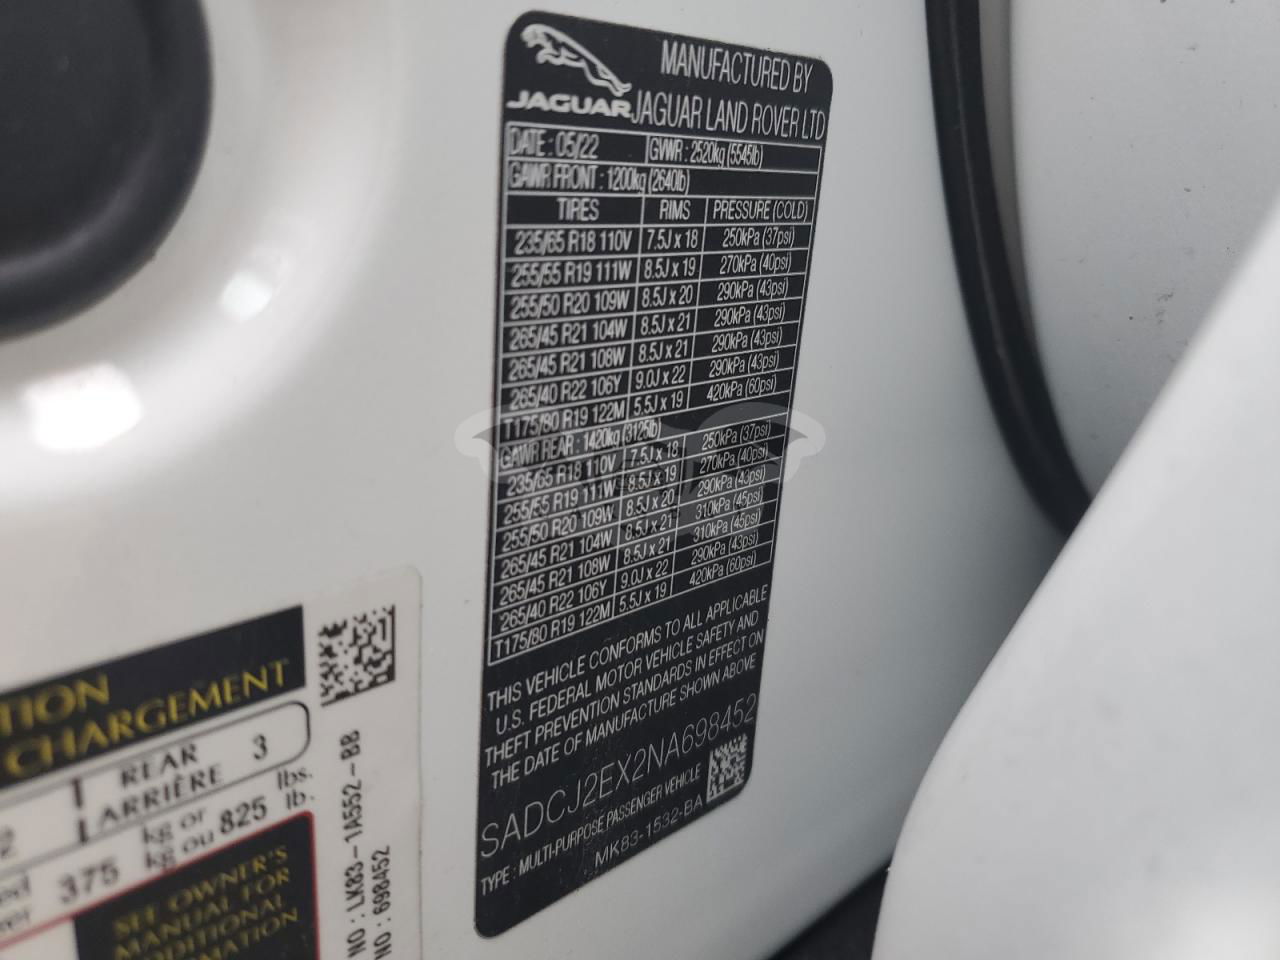 JAGUAR
MANUFACTURED BY
JAGUAR LAND ROVER LTD
DATE : 05/22 GVWR : 2520kg (5545lb)
GAWR FRONT : 1200kg (2640lb)
TIRES RIMS PRESSURE (COLD)
235/65 R18 110V 7.5J x 18 250kPa (37psi)
255/55 R19 111W 8.5J x 19 270kPa (40psi)
255/50 R20 109W 8.5J x 20 290kPa (43psi)
265/45 R21 104W 8.5J x 21 290kPa (43psi)
265/45 R21 108W 8.5J x 21 290kPa (43psi)
265/40 R22 106Y 9.0J x 22 290kPa (43psi)
T175/80 R19 122M 5.5J x 19 420kPa (60psi)
GAWR REAR : 1420kg (3125lb)
235/65 R18 110V 7.5J x 18 250kPa (37psi)
255/55 R19 111W 8.5J x 19 270kPa (40psi)
255/50 R20 109W 8.5J x 20 290kPa (43psi)
265/45 R21 104W 8.5J x 21 310kPa (45psi)
265/45 R21 108W 8.5J x 21 310kPa (45psi)
265/40 R22 106Y 9.0J x 22 290kPa (43psi)
T175/80 R19 122M 5.5J x 19 420kPa (60psi)
THIS VEHICLE CONFORMS TO ALL APPLICABLE
U.S. FEDERAL MOTOR VEHICLE SAFETY AND
THEFT PREVENTION STANDARDS IN EFFECT ON
THE DATE OF MANUFACTURE SHOWN ABOVE
SADCJ2EX2NA698452
TYPE : MULTI-PURPOSE PASSENGER VEHICLE
MK83-1532-BA
TION
CHARGEMENT
2 REAR 3
ARRIÈRE
375 kg or 825 lbs.
kg ou lb.
SEE OWNER'S
MANUAL FOR
DDITIONAL
RMATION
NO : LK83-1A552-BB
NO : 698452